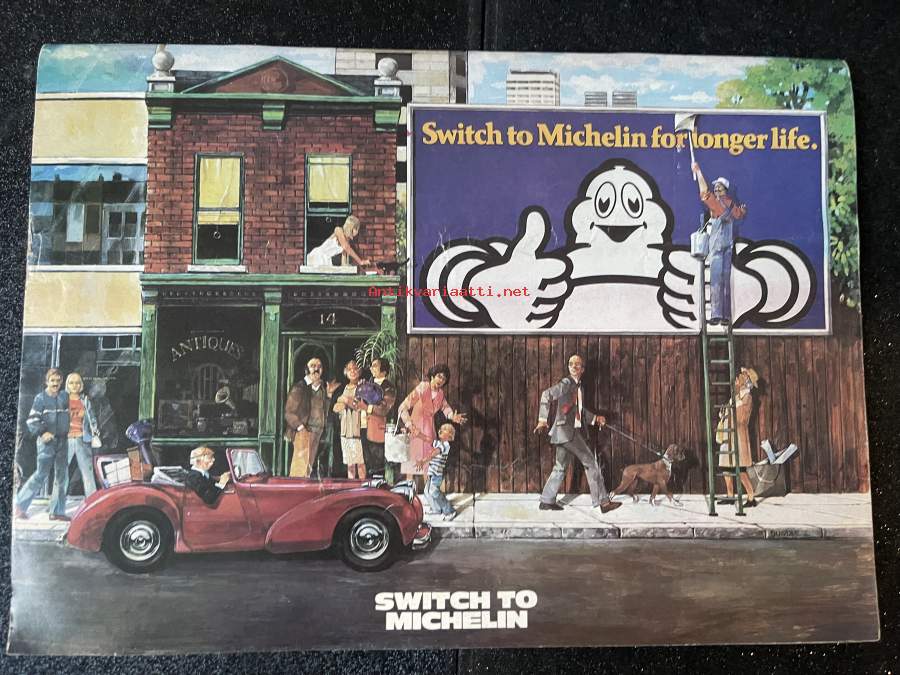 Switch to Michelin for longer life.
Antikvariaatti.net
14
ANTIQUES
SWITCH TO
MICHELIN